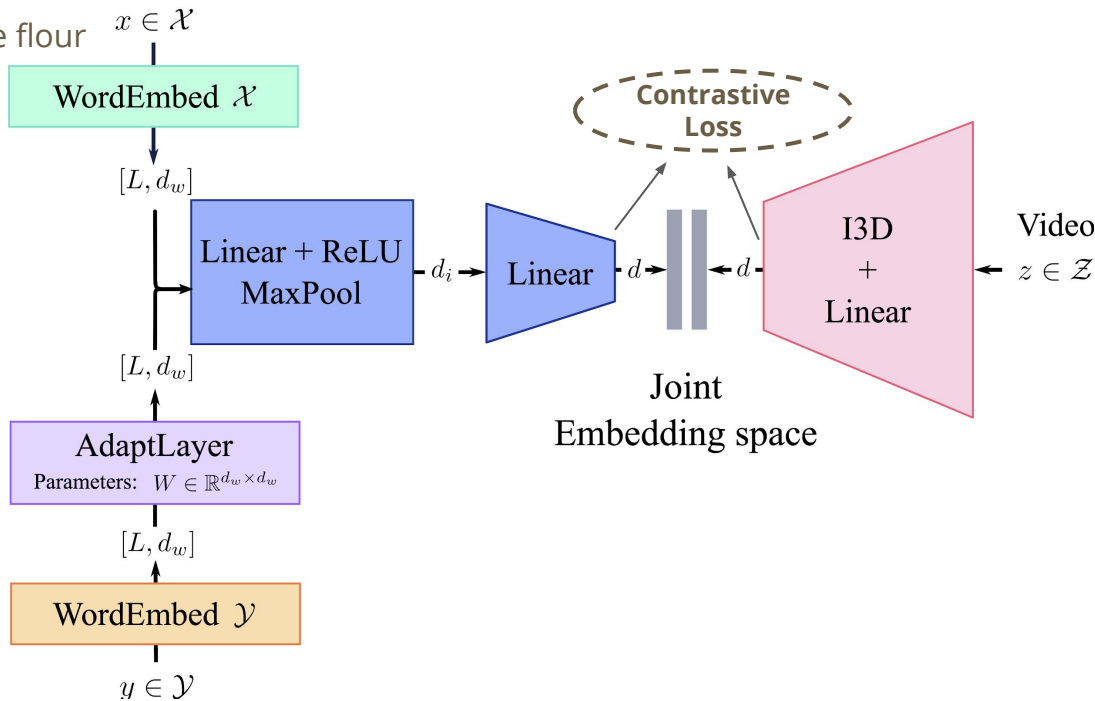 e flour
x ∈ 𝒳
WordEmbed 𝒳
[L, d_w]
Linear + ReLU
MaxPool
d_i
Linear
d
d
Contrastive
Loss
I3D
+
Linear
Video
z ∈ 𝒵
Joint
Embedding space
[L, d_w]
AdaptLayer
Parameters: W ∈ ℝ^{d_w×d_w}
[L, d_w]
WordEmbed 𝒴
y ∈ 𝒴